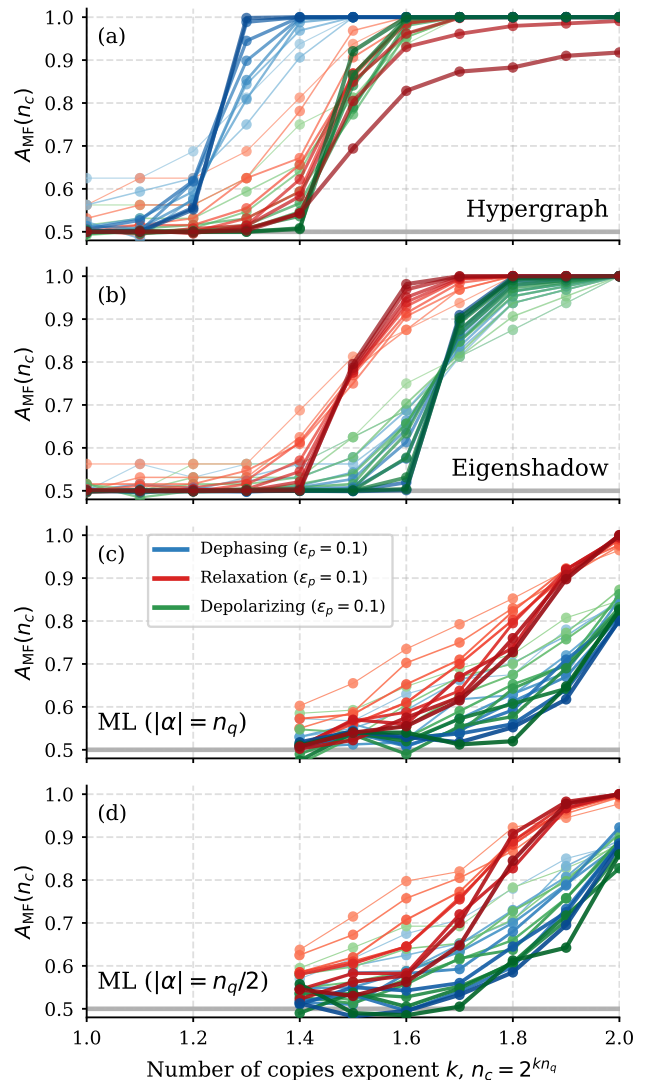 (a)
1.0
0.9
0.8
0.7
0.6
0.5
A_MF(n_c)
Hypergraph
(b)
1.0
0.9
0.8
0.7
0.6
0.5
A_MF(n_c)
Eigenshadow
(c)
1.0
0.9
0.8
0.7
0.6
0.5
A_MF(n_c)
Dephasing (ε_p = 0.1)
Relaxation (ε_p = 0.1)
Depolarizing (ε_p = 0.1)
ML (|α| = n_q)
(d)
1.0
0.9
0.8
0.7
0.6
0.5
A_MF(n_c)
ML (|α| = n_q/2)
1.0 1.2 1.4 1.6 1.8 2.0
Number of copies exponent k, n_c = 2^{kn_q}